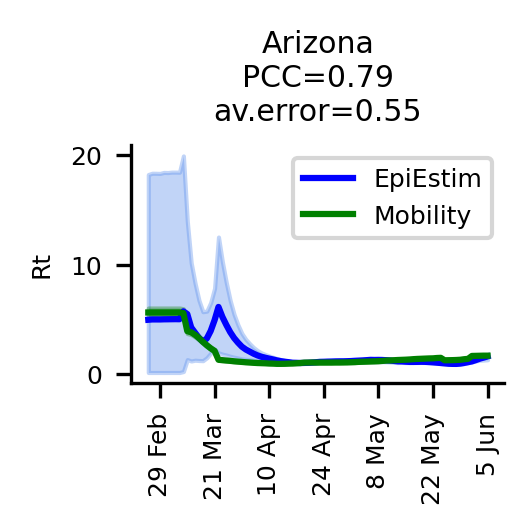 Arizona
PCC=0.79
av.error=0.55
20
10
0
Rt
EpiEstim
Mobility
29 Feb
21 Mar
10 Apr
24 Apr
8 May
22 May
5 Jun